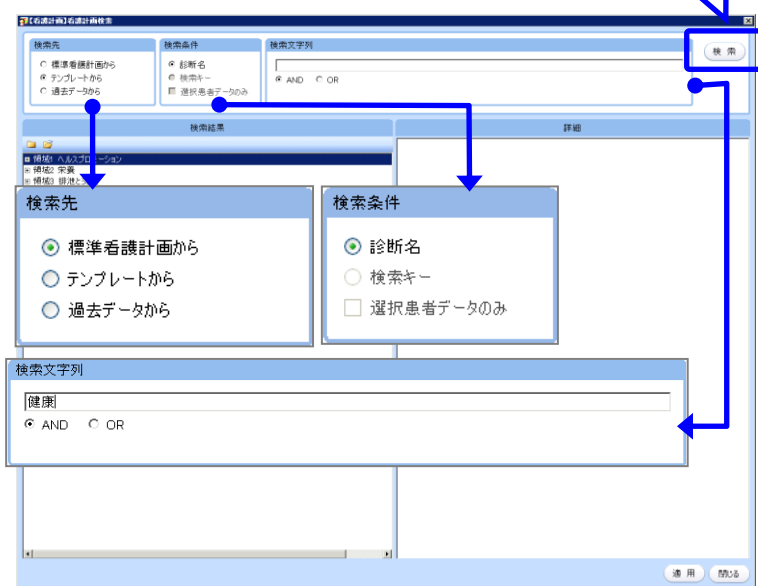 【看護計画】看護計画検索
検索先
標準看護計画から
テンプレートから
過去データから
検索条件
診断名
検索キー
選択患者データのみ
検索文字列
AND OR
検索
検索結果
詳細
領域1 ヘルスプロモーション
領域2 栄養
領域3 排泄と
検索先
標準看護計画から
テンプレートから
過去データから
検索条件
診断名
検索キー
選択患者データのみ
検索文字列
健康
AND OR
適用 閉じる